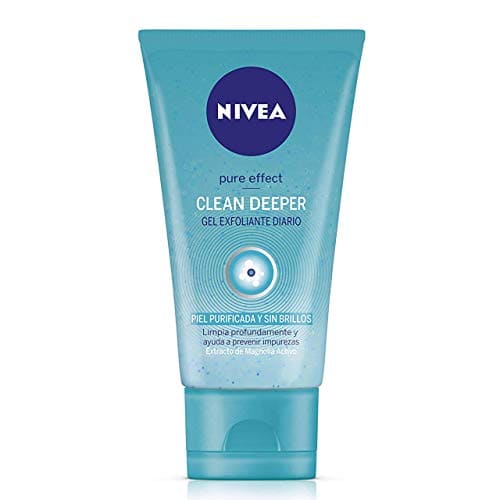 NIVEA
pure effect
CLEAN DEEPER
GEL EXFOLIANTE DIARIO
PIEL PURIFICADA Y SIN BRILLOS
Limpia profundamente y
ayuda a prevenir impurezas
Extracto de Magnolia Activo